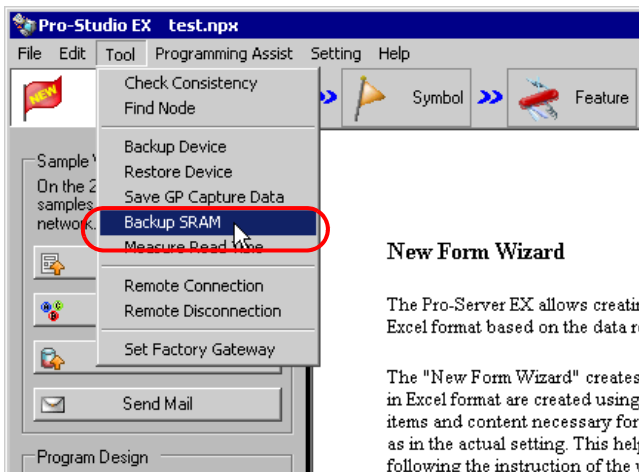 Pro-Studio EX test.npx
File Edit Tool Programming Assist Setting Help
NEW
Symbol
Feature
Check Consistency
Find Node
Backup Device
Restore Device
Save GP Capture Data
Backup SRAM
Measure Read Time
Remote Connection
Remote Disconnection
Set Factory Gateway
Sample
On the 2
samples
network.
Send Mail
Program Design
New Form Wizard
The Pro-Server EX allows creatin
Excel format based on the data r
The "New Form Wizard" creates
in Excel format are created using
items and content necessary for
as in the actual setting. This help
following the instruction of the